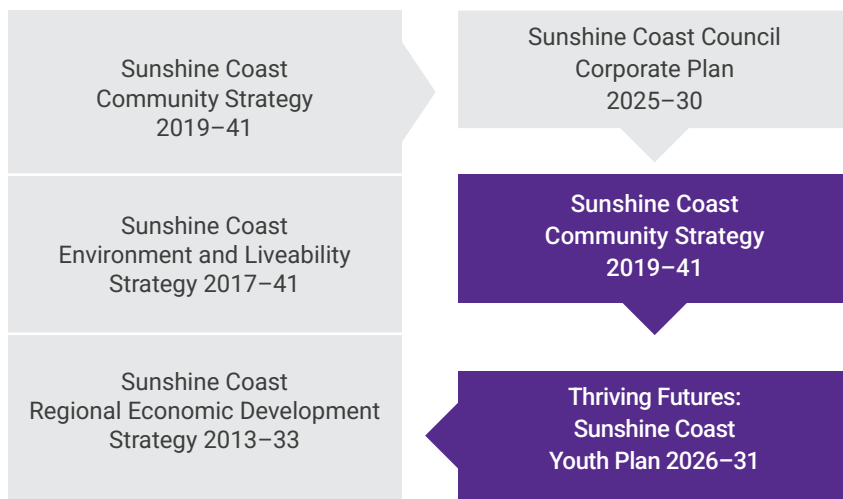 Sunshine Coast
Community Strategy
2019–41
Sunshine Coast
Environment and Liveability
Strategy 2017–41
Sunshine Coast
Regional Economic Development
Strategy 2013–33
Sunshine Coast Council
Corporate Plan
2025–30
Sunshine Coast
Community Strategy
2019–41
Thriving Futures:
Sunshine Coast
Youth Plan 2026–31